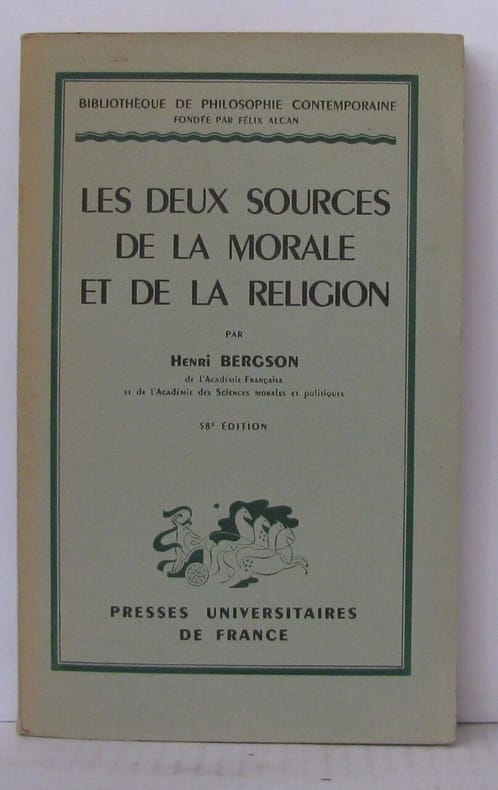 BIBLIOTHÈQUE DE PHILOSOPHIE CONTEMPORAINE
FONDÉE PAR FÉLIX ALCAN
LES DEUX SOURCES
DE LA MORALE
ET DE LA RELIGION
PAR
HENRI BERGSON
de l'Académie Française
et de l'Académie des Sciences morales et politiques
58e ÉDITION
PRESSES UNIVERSITAIRES
DE FRANCE